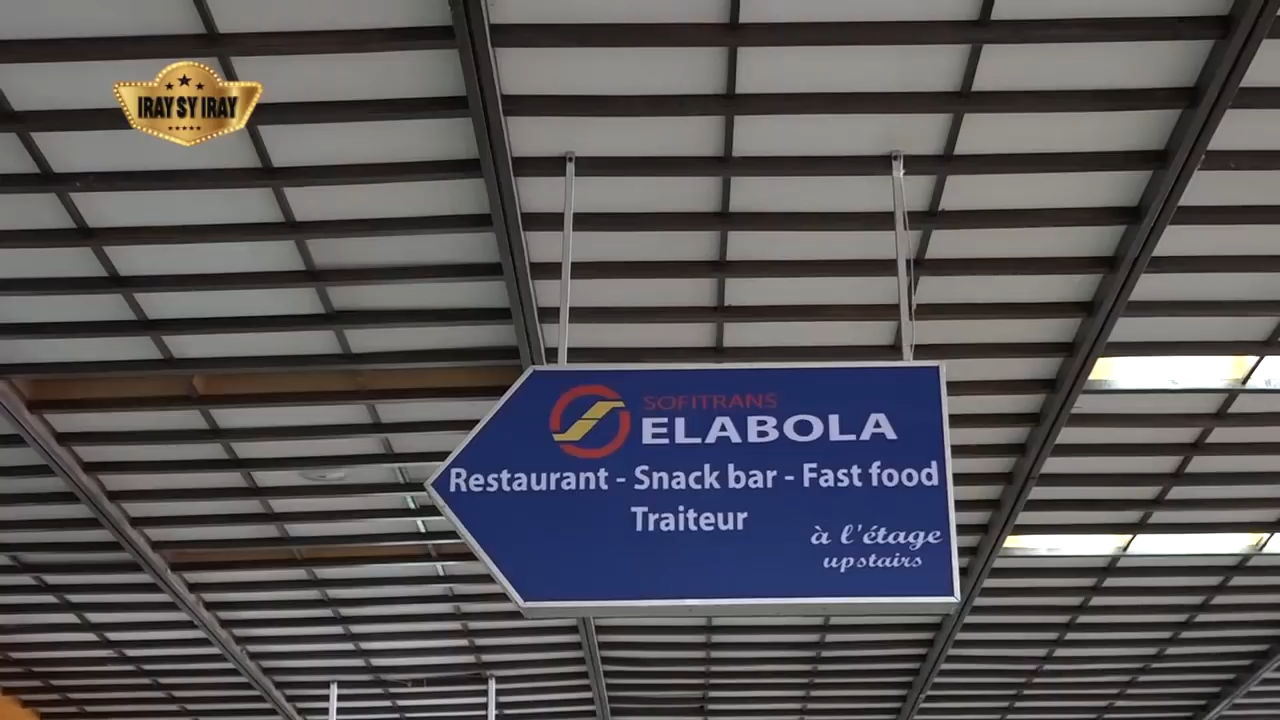 IRAY SY IRAY
SOFITRANS
ELABOLA
Restaurant - Snack bar - Fast food
Traiteur
à l'étage
upstairs